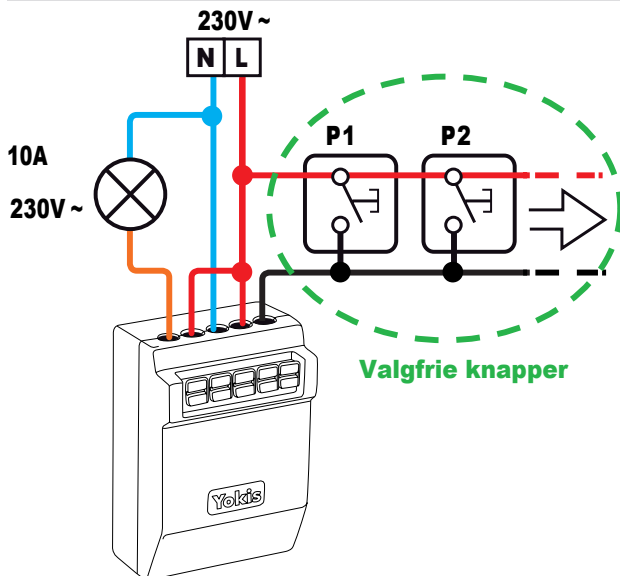 230V ~
N L
P1 P2
10A
230V ~
Valgfrie knapper
Yokis